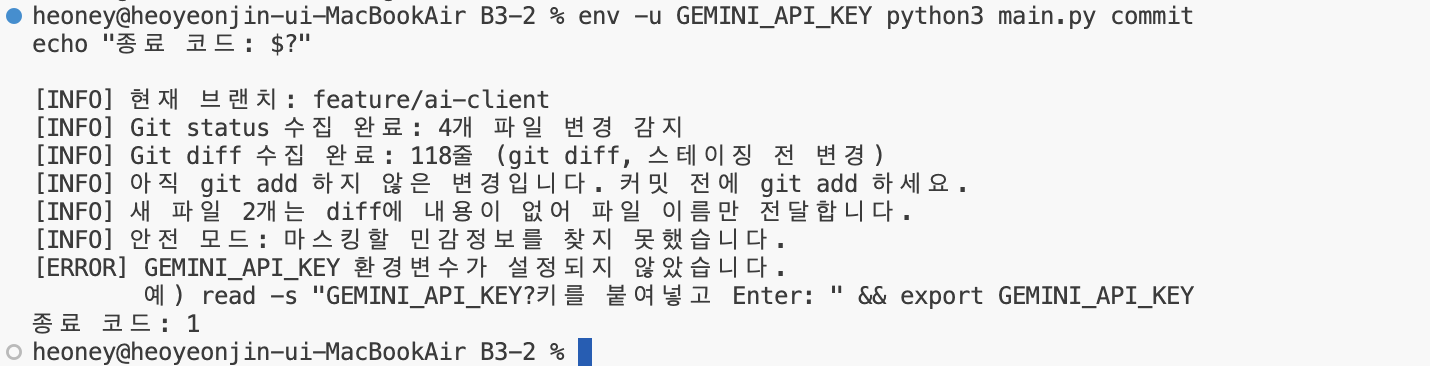 heoney@heoyeonjin-ui-MacBookAir B3-2 % env -u GEMINI_API_KEY python3 main.py commit
echo "종료 코드: $?"
[INFO] 현재 브랜치: feature/ai-client
[INFO] Git status 수집 완료: 4개 파일 변경 감지
[INFO] Git diff 수집 완료: 118줄 (git diff, 스테이징 전 변경)
[INFO] 아직 git add 하지 않은 변경입니다. 커밋 전에 git add 하세요.
[INFO] 새 파일 2개는 diff에 내용이 없어 파일 이름만 전달합니다.
[INFO] 안전 모드: 마스킹할 민감정보를 찾지 못했습니다.
[ERROR] GEMINI_API_KEY 환경변수가 설정되지 않았습니다.
예) read -s "GEMINI_API_KEY?키를 붙여넣고 Enter: " && export GEMINI_API_KEY
종료 코드: 1
heoney@heoyeonjin-ui-MacBookAir B3-2 %